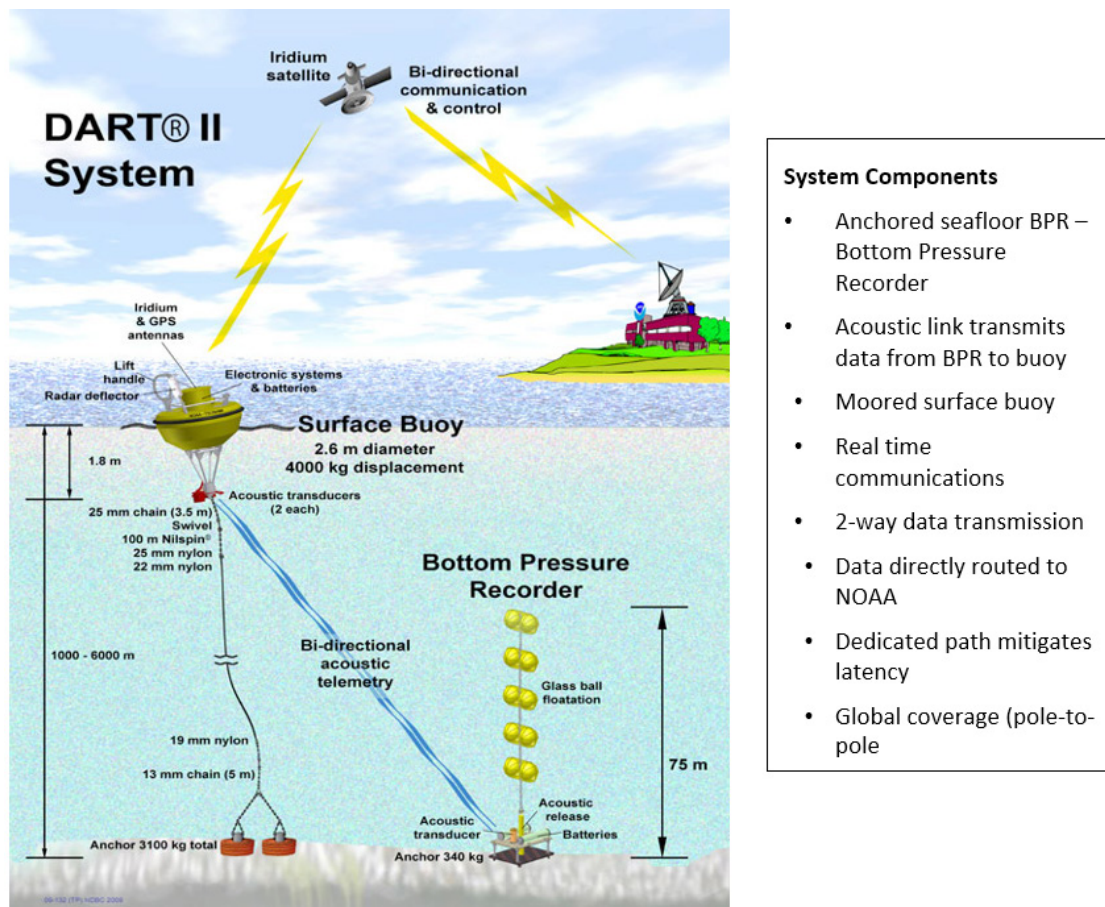 DART® II
System
Iridium
satellite
Bi-directional
communication
& control
Iridium
& GPS
antennas
Lift
handle
Radar deflector
Electronic systems
& batteries
Surface Buoy
2.6 m diameter
4000 kg displacement
1.8 m
Acoustic transducers
(2 each)
25 mm chain (3.5 m)
Swivel
100 m Nilspin®
25 mm nylon
22 mm nylon
Bottom Pressure
Recorder
1000 - 6000 m
Bi-directional
acoustic
telemetry
Glass ball
floatation
19 mm nylon
13 mm chain (5 m)
75 m
Acoustic
release
Acoustic
transducer
Batteries
Anchor 3100 kg total
Anchor 340 kg
System Components
• Anchored seafloor BPR –
Bottom Pressure
Recorder
• Acoustic link transmits
data from BPR to buoy
• Moored surface buoy
• Real time
communications
• 2-way data transmission
• Data directly routed to
NOAA
• Dedicated path mitigates
latency
• Global coverage (pole-to-
pole